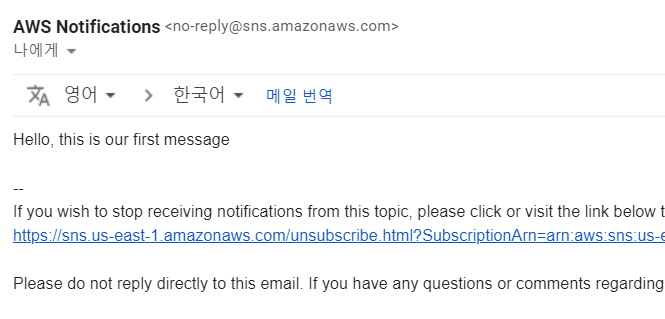 AWS Notifications <no-reply@sns.amazonaws.com>
나에게
영어 > 한국어 메일 번역
Hello, this is our first message
--
If you wish to stop receiving notifications from this topic, please click or visit the link below
https://sns.us-east-1.amazonaws.com/unsubscribe.html?SubscriptionArn=arn:aws:sns:us-e
Please do not reply directly to this email. If you have any questions or comments regarding